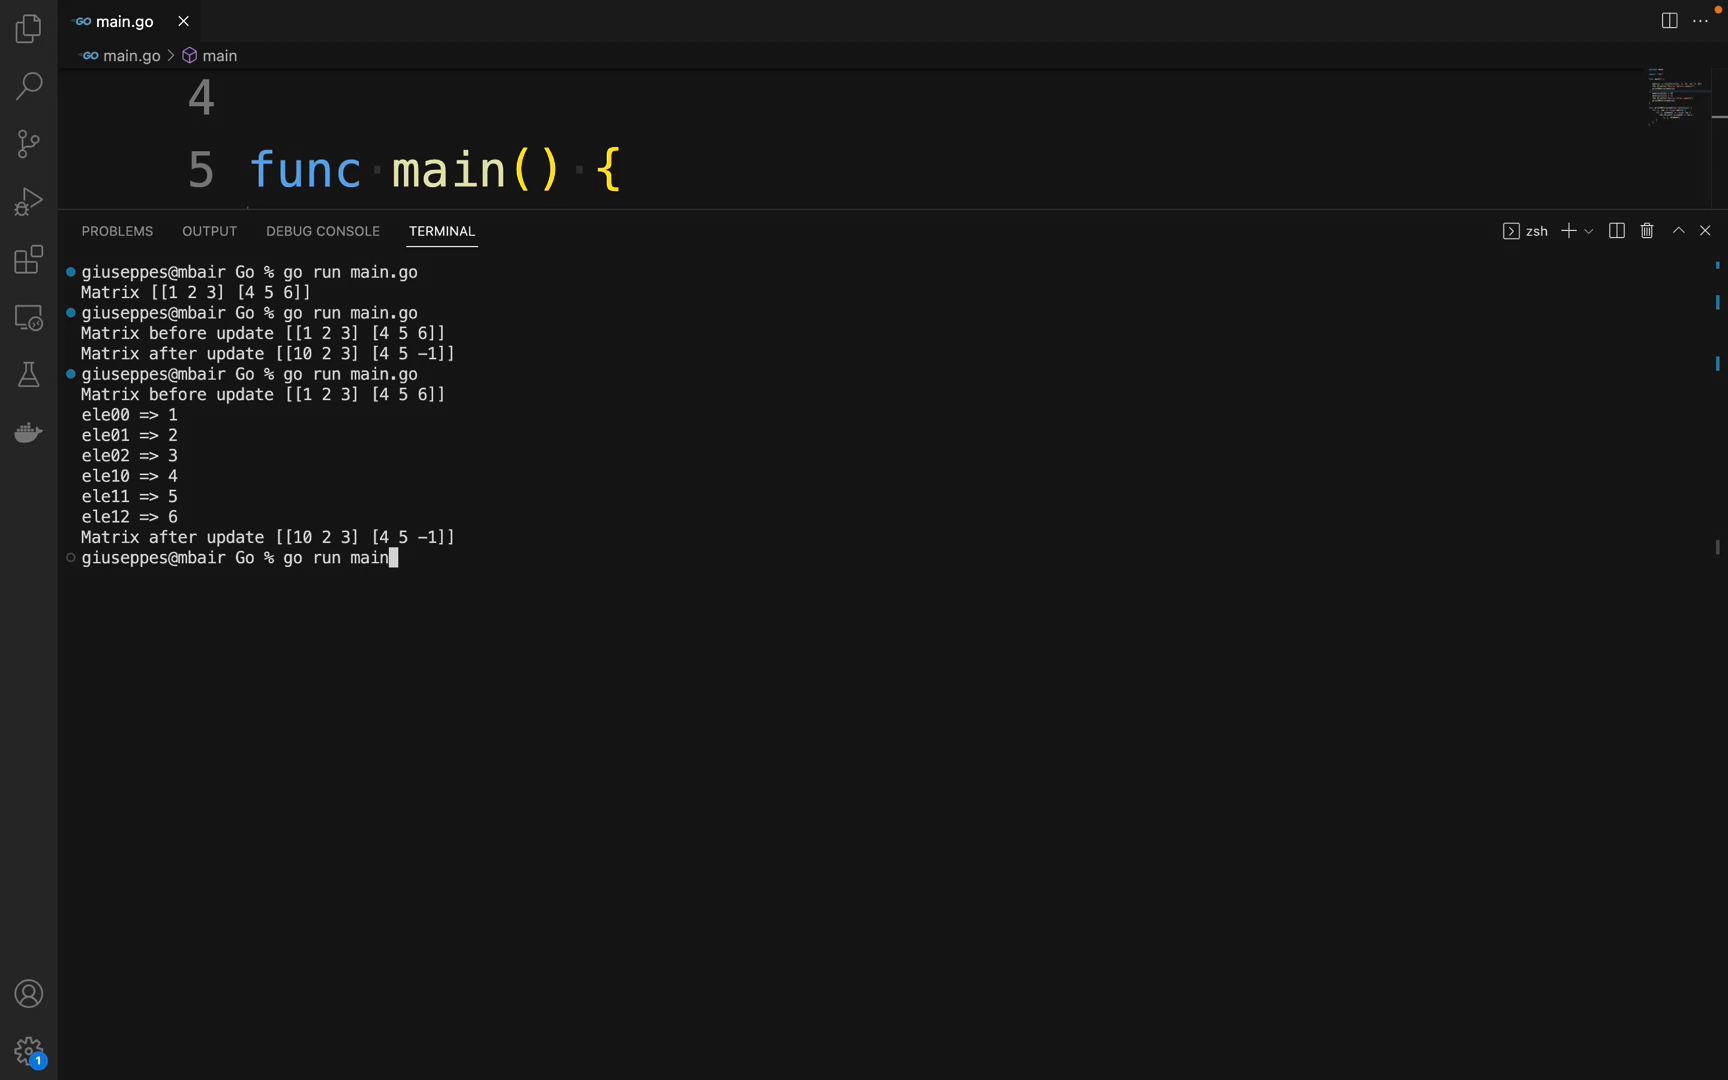 GO main.go
GO main.go > main
4
5 func main() {
PROBLEMS OUTPUT DEBUG CONSOLE TERMINAL
zsh
giuseppes@mbair Go % go run main.go
Matrix [[1 2 3] [4 5 6]]
giuseppes@mbair Go % go run main.go
Matrix before update [[1 2 3] [4 5 6]]
Matrix after update [[10 2 3] [4 5 -1]]
giuseppes@mbair Go % go run main.go
Matrix before update [[1 2 3] [4 5 6]]
ele00 => 1
ele01 => 2
ele02 => 3
ele10 => 4
ele11 => 5
ele12 => 6
Matrix after update [[10 2 3] [4 5 -1]]
giuseppes@mbair Go % go run main
1